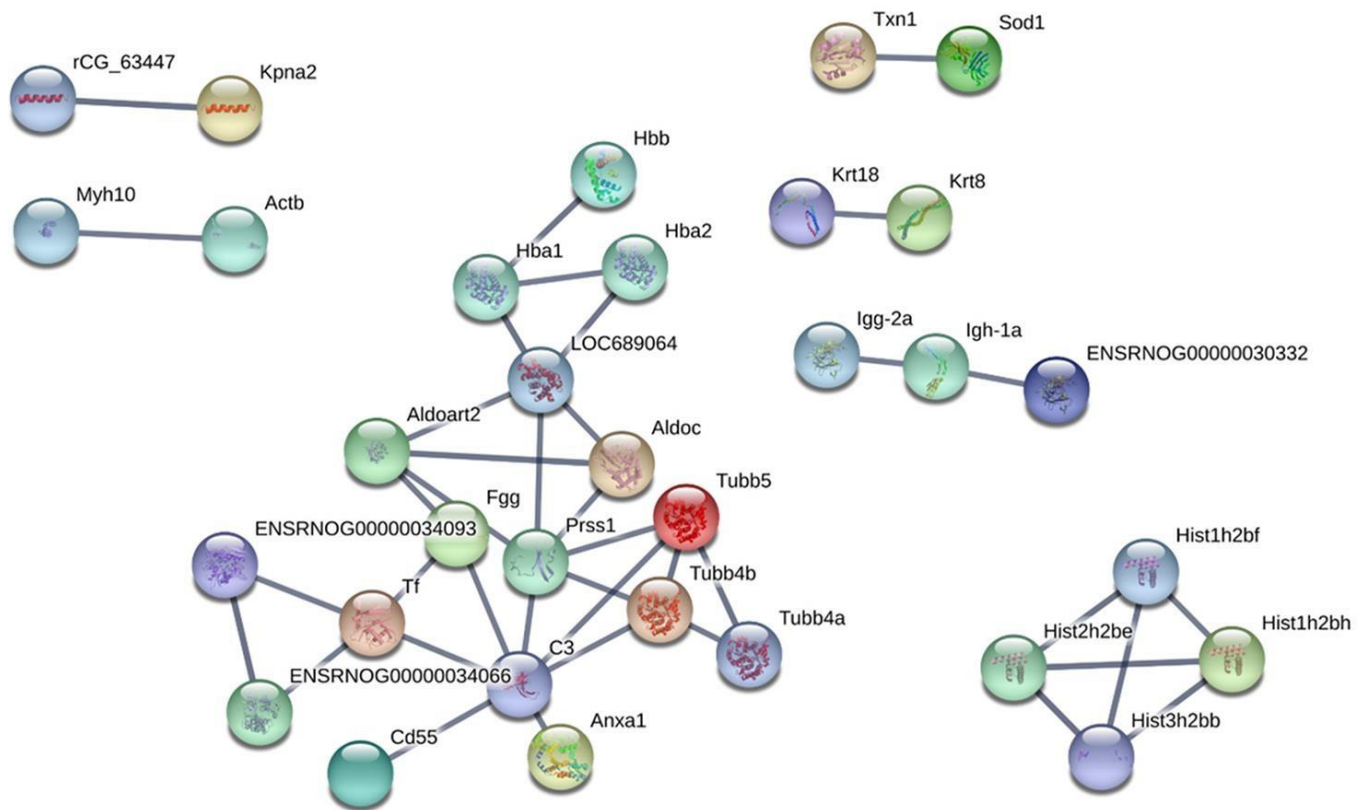 Txn1
Sod1
rCG_63447
Kpna2
Hbb
Krt18
Krt8
Myh10
Actb
Hba2
Hba1
Igg-2a
Igh-1a
LOC689064
ENSRNOG00000030332
Aldoart2
Aldoc
Tubb5
Fgg
Prss1
ENSRNOG00000034093
Hist1h2bf
Tubb4b
Tf
Tubb4a
Hist1h2bh
Hist2h2be
C3
ENSRNOG00000034066
Anxa1
Hist3h2bb
Cd55